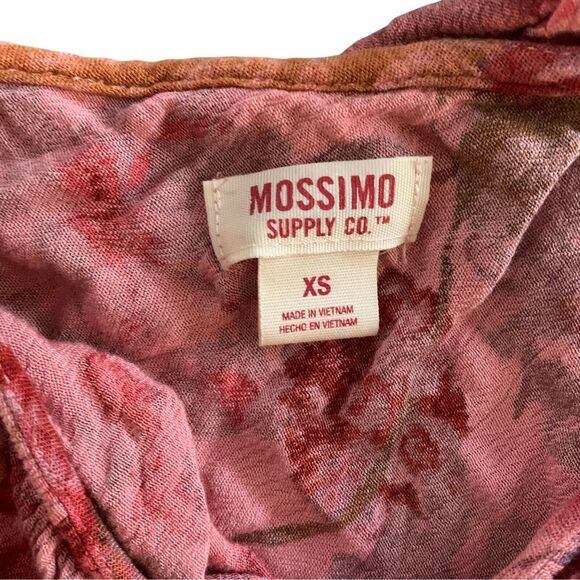 MOSSIMO
SUPPLY CO.™
XS
MADE IN VIETNAM
HECHO EN VIETNAM